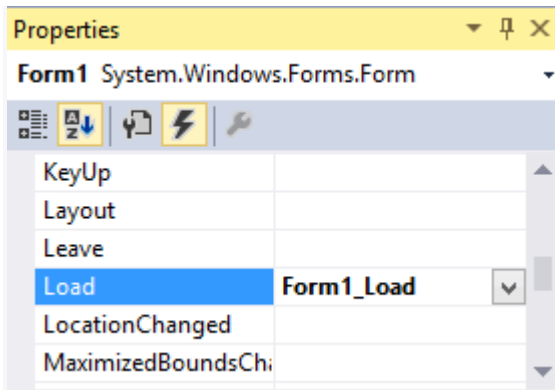 Properties
Form1 System.Windows.Forms.Form
KeyUp
Layout
Leave
Load Form1_Load
LocationChanged
MaximizedBoundsCha